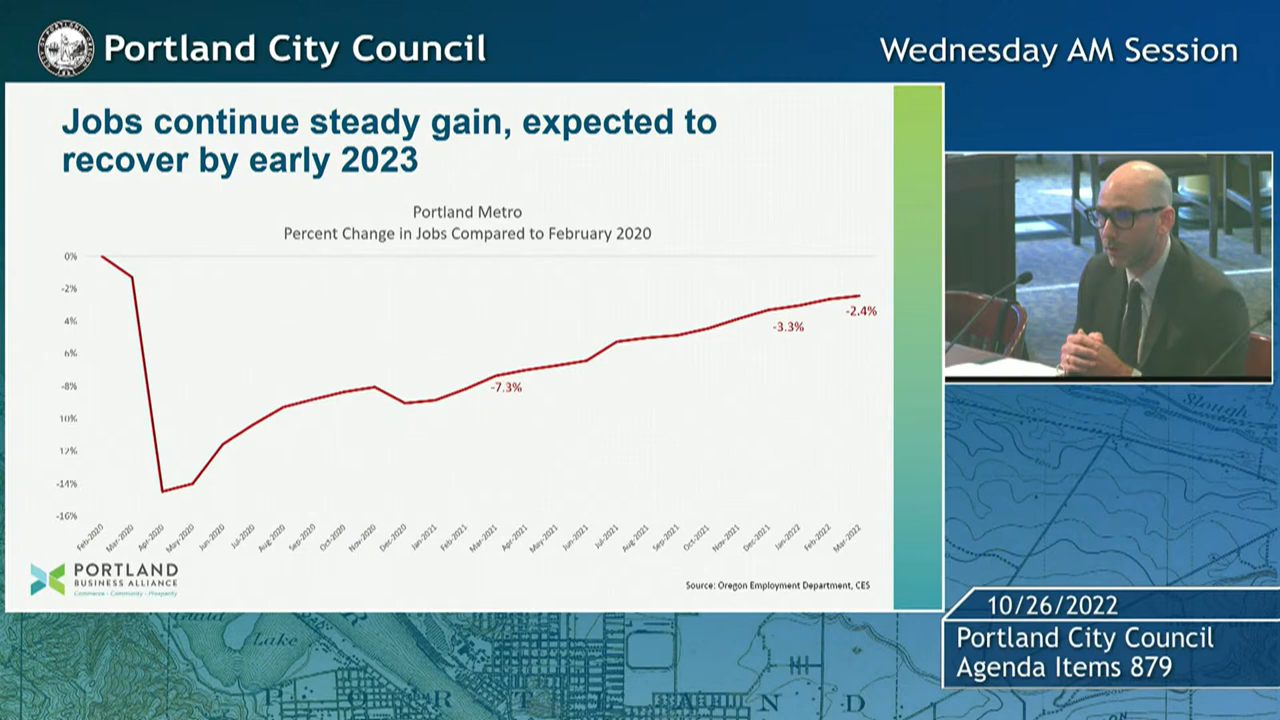 Portland City Council
Wednesday AM Session
Jobs continue steady gain, expected to
recover by early 2023
Portland Metro
Percent Change in Jobs Compared to February 2020
0%
-2%
4%
6%
-8%
10%
12%
-14%
-16%
-7.3%
-3.3%
-2.4%
Feb-2020
Mar-2020
Apr-2020
May-2020
Jun-2020
Jul-2020
Aug-2020
Sep-2020
Oct-2020
Nov-2020
Dec-2020
Jan-2021
Feb-2021
Mar-2021
Apr-2021
May-2021
Jun-2021
Jul-2021
Aug-2021
Sep-2021
Oct-2021
Nov-2021
Dec-2021
Jan-2022
Feb-2022
Mar-2022
PORTLAND
BUSINESS ALLIANCE
Commerce · Community · Prosperity
Source: Oregon Employment Department, CES
Slough
10/26/2022
Portland City Council
Agenda Items 879
Guild
Lake
P O R T L A N D